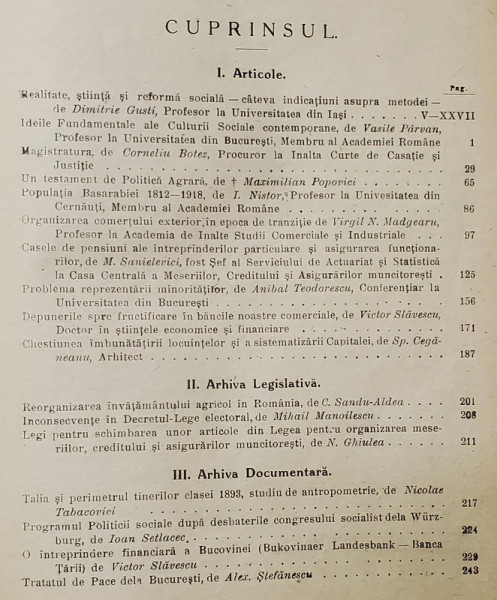 CUPRINSUL.
I. Articole.
Pag.
Realitate, știință și reformă socială — câteva indicațiuni asupra metodei —
de Dimitrie Gusti, Profesor la Universitatea din Iași . . . . . . . V—XXVII
Ideile Fundamentale ale Culturii Sociale contemporane, de Vasile Pârvan,
Profesor la Universitatea din București, Membru al Academiei Române 1
Magistratura, de Corneliu Botez, Procuror la Inalta Curte de Casație și
Justiție . . . . . . . . . . . . . . . . . . . . . . . 29
Un testament de Politică Agrară, de † Maximilian Popovici . . . . . . 65
Populația Basarabiei 1812—1918, de I. Nistor, Profesor la Univesitatea din
Cernăuți, Membru al Academiei Române . . . . . . . . . . . 86
Organizarea comerțului exterior în epoca de tranziție de Virgil N. Madgearu,
Profesor la Academia de Inalte Studii Comerciale și Industriale . . . 97
Casele de pensiuni ale întreprinderilor particulare și asigurarea funcționa-
rilor, de M. Sanielevici, fost Șef al Serviciului de Actuariat și Statistică
la Casa Centrală a Meseriilor, Creditului și Asigurărilor muncitorești . 125
Problema reprezentării minorităților, de Anibal Teodorescu, Conferențiar la
Universitatea din București . . . . . . . . . . . . . . . . 156
Depunerile spre fructificare în băncile noastre comerciale, de Victor Slăvescu,
Doctor în științele economice și financiare . . . . . . . . . . 171
Chestiunea îmbunătățirii locuințelor și a sistematizării Capitalei, de Sp. Cegă-
neanu, Arhitect . . . . . . . . . . . . . . . . . . . . 187
II. Arhiva Legislativă.
Reorganizarea învățământului agricol în România, de C. Sandu-Aldea . . . . 201
Inconsecvențe în Decretul-Lege electoral, de Mihail Manoilescu . . . . . . 208
Legi pentru schimbarea unor articole din Legea pentru organizarea mese-
riilor, creditului și asigurărilor muncitorești, de N. Ghiulea . . . . . 211
III. Arhiva Documentară.
Talia și perimetrul tinerilor clasei 1893, studiu de antropometrie, de Nicolae
Tabacovici . . . . . . . . . . . . . . . . . . . . . 217
Programul Politicii sociale după desbaterile congresului socialist dela Würz-
burg, de Ioan Setlacec . . . . . . . . . . . . . . . . . 224
O întreprindere financiară a Bucovinei (Bukovinaer Landesbank — Banca
Țării) de Victor Slăvescu . . . . . . . . . . . . . . . . 229
Tratatul de Pace dela București, de Alex. Ștefănescu . . . . . . . . . 243